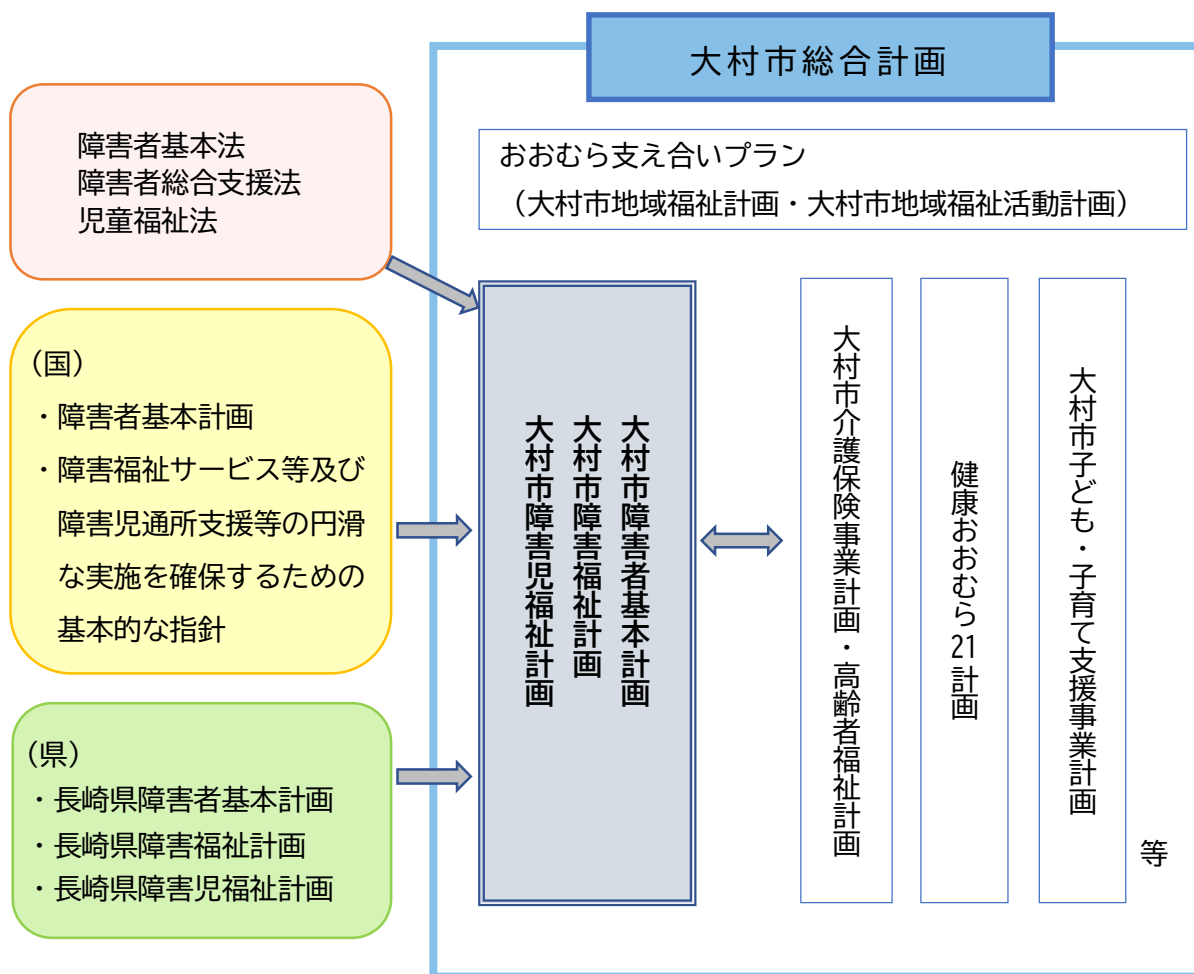 大村市総合計画
障害者基本法
障害者総合支援法
児童福祉法
おおむら支え合いプラン
（大村市地域福祉計画・大村市地域福祉活動計画）
（国）
・障害者基本計画
・障害福祉サービス等及び
障害児通所支援等の円滑
な実施を確保するための
基本的な指針
（県）
・長崎県障害者基本計画
・長崎県障害福祉計画
・長崎県障害児福祉計画
大村市障害者基本計画
大村市障害福祉計画
大村市障害児福祉計画
大村市介護保険事業計画・高齢者福祉計画
健康おおむら21計画
大村市子ども・子育て支援事業計画
等